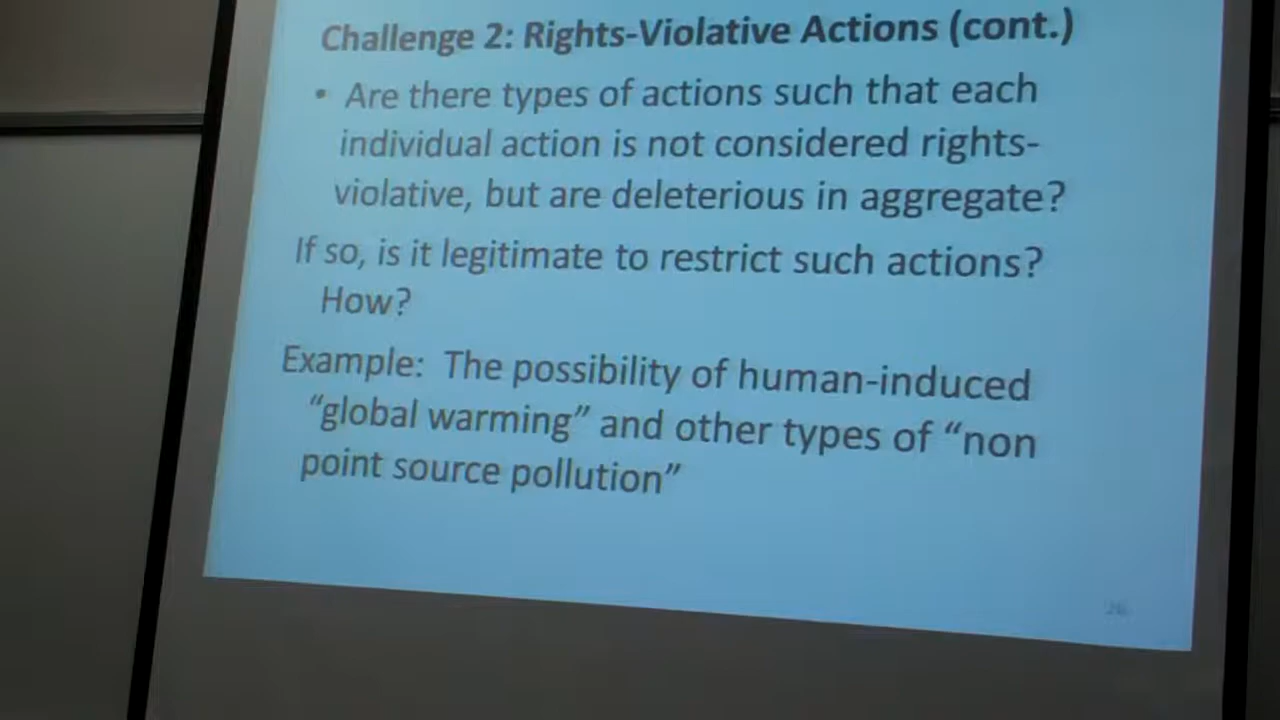 Challenge 2: Rights-Violative Actions (cont.)
• Are there types of actions such that each
individual action is not considered rights-
violative, but are deleterious in aggregate?
If so, is it legitimate to restrict such actions?
How?
Example: The possibility of human-induced
“global warming” and other types of “non
point source pollution”